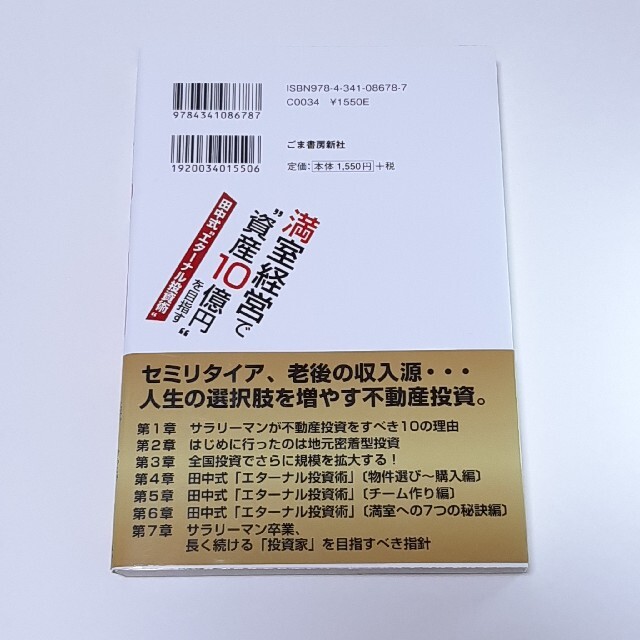 ISBN978-4-341-08678-7
C0034 ¥1550E
9784341086787
ごま書房新社
定価：本体 1,550円＋税
1920034015506
満室経営で
"資産10億円"
を目指す
田中式"エターナル投資術"
セミリタイア、老後の収入源・・・
人生の選択肢を増やす不動産投資。
第1章 サラリーマンが不動産投資をすべき10の理由
第2章 はじめに行ったのは地元密着型投資
第3章 全国投資でさらに規模を拡大する！
第4章 田中式「エターナル投資術」〔物件選び～購入編〕
第5章 田中式「エターナル投資術」〔チーム作り編〕
第6章 田中式「エターナル投資術」〔満室への7つの秘訣編〕
第7章 サラリーマン卒業、
長く続ける「投資家」を目指すべき指針